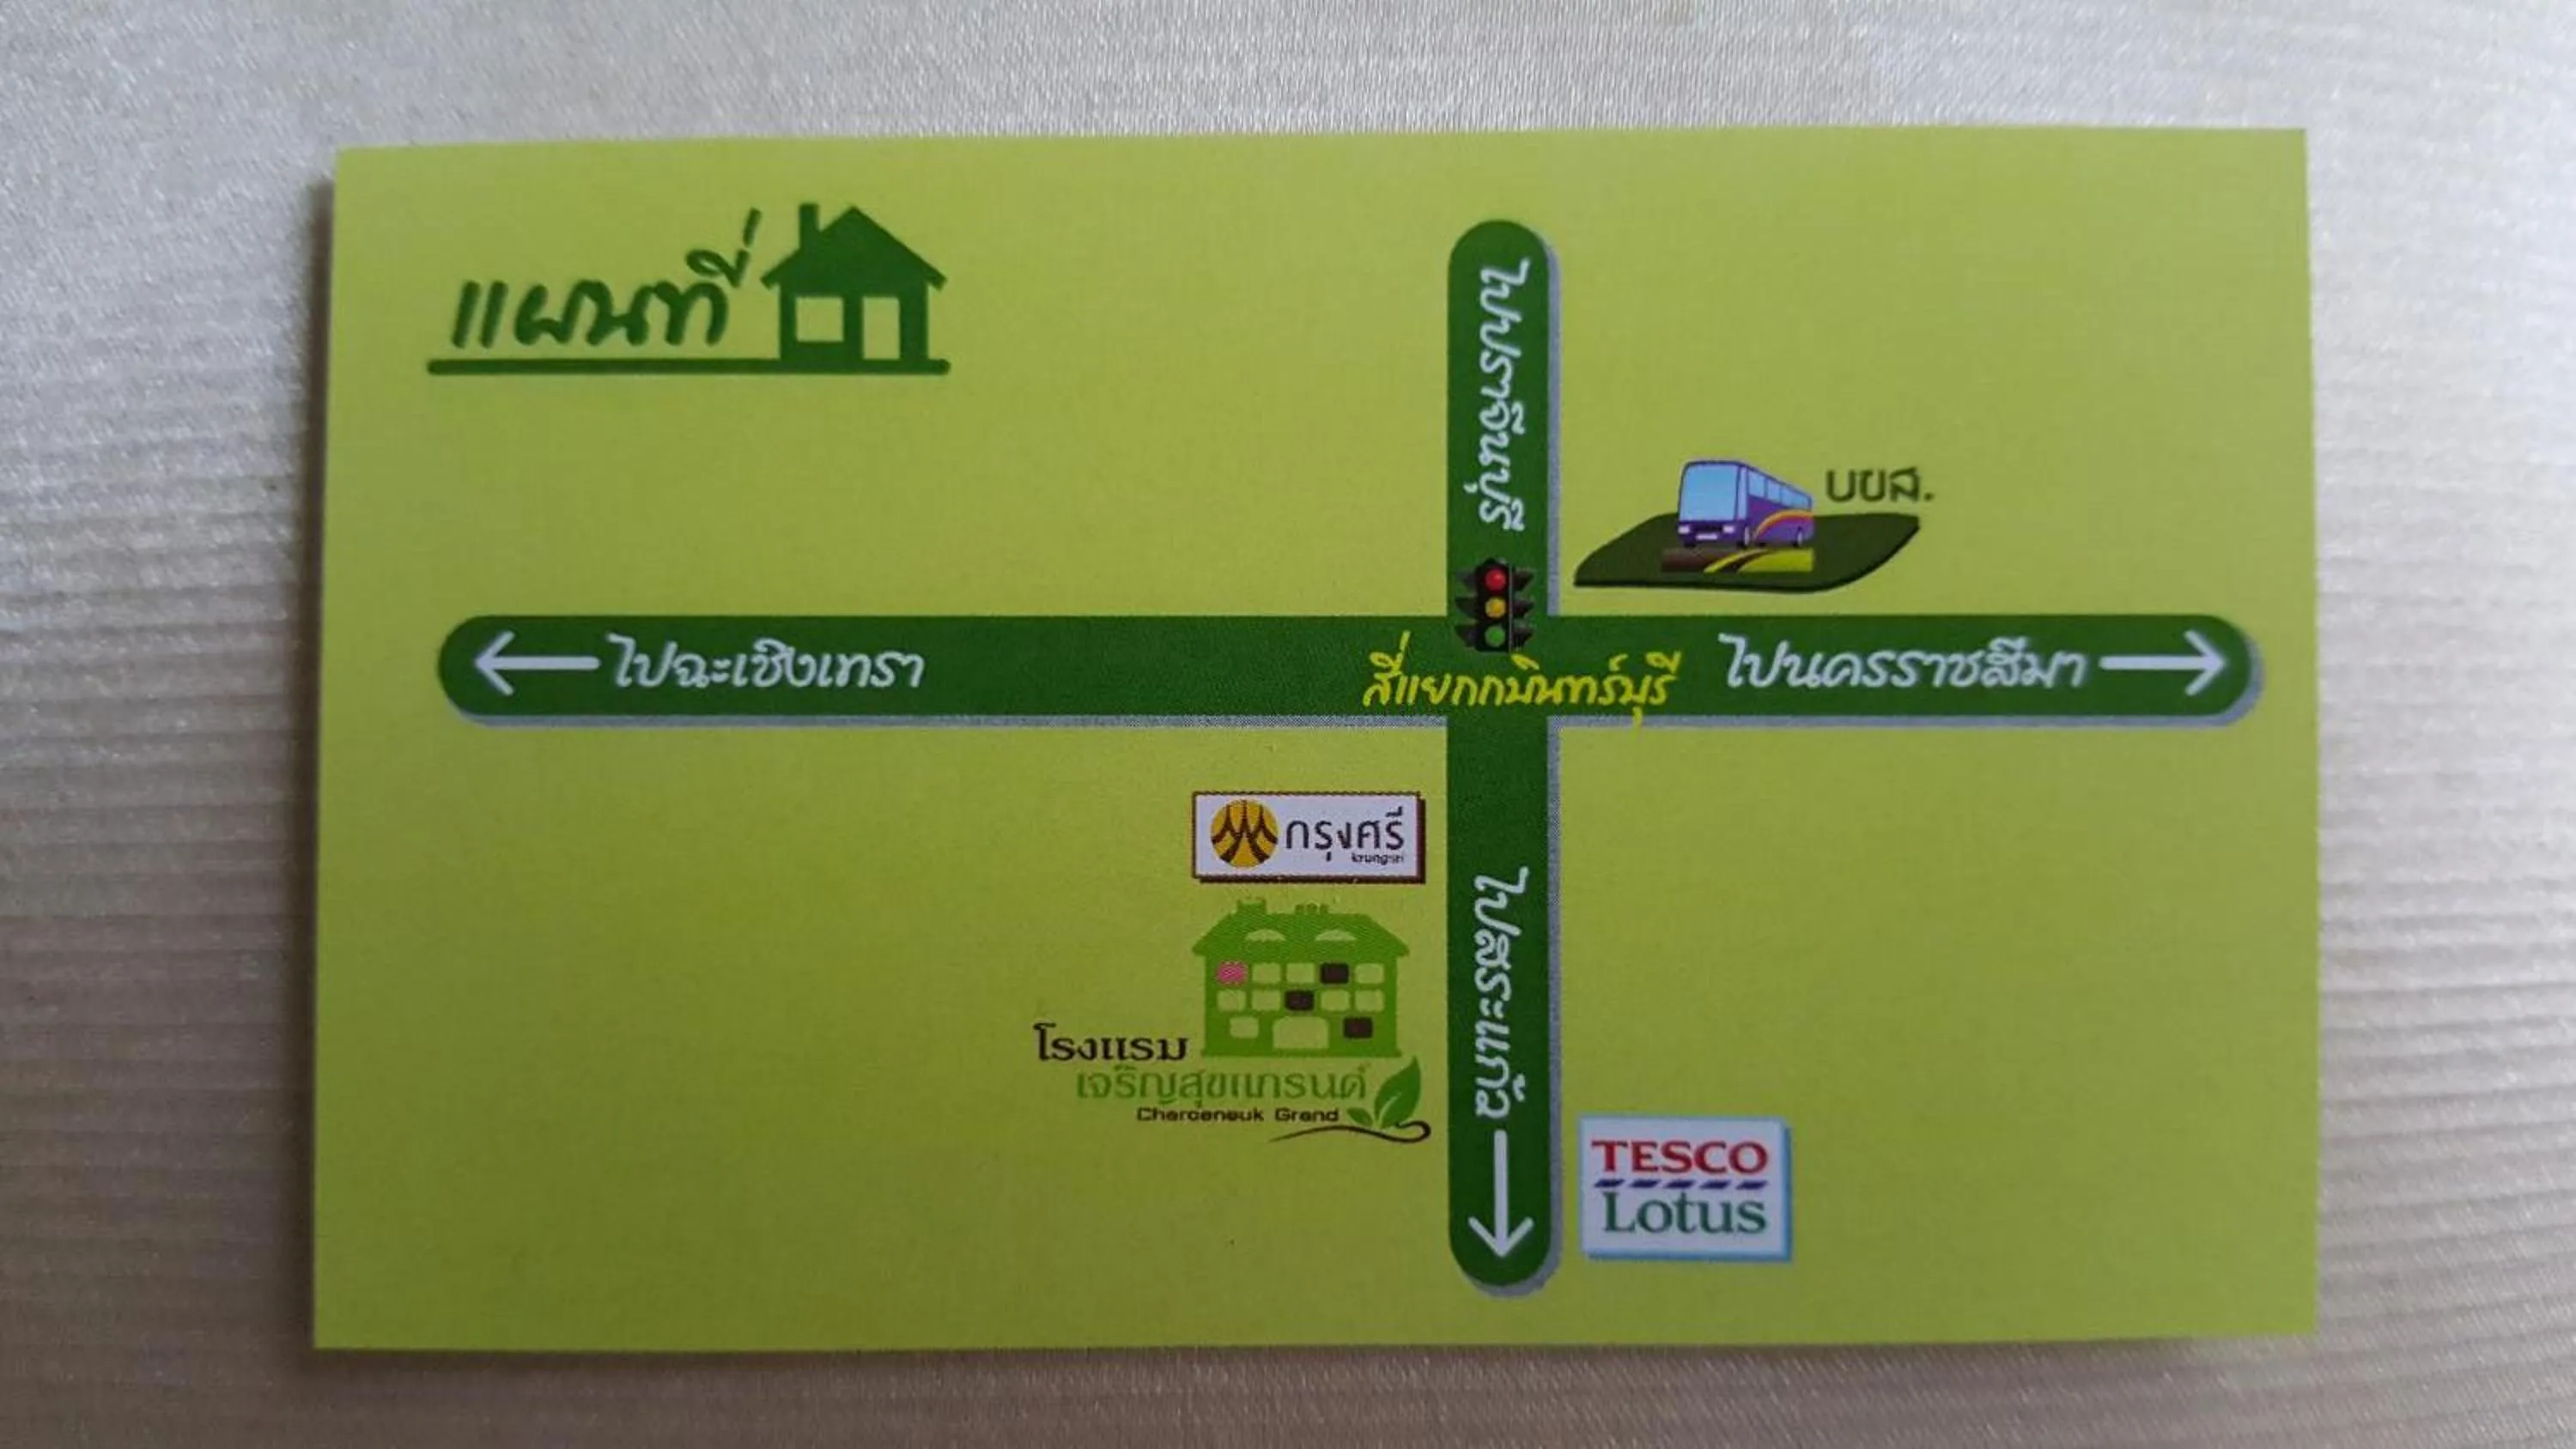 แผนที่
ไปปราจีนบุรี
บขส.
ไปฉะเชิงเทรา
สี่แยกกบินทร์บุรี
ไปนครราชสีมา
กรุงศรี
krungsri
ไปสระแก้ว
โรงแรม
เจริญสุขแกรนด์
Charoensuk Grand
TESCO
Lotus